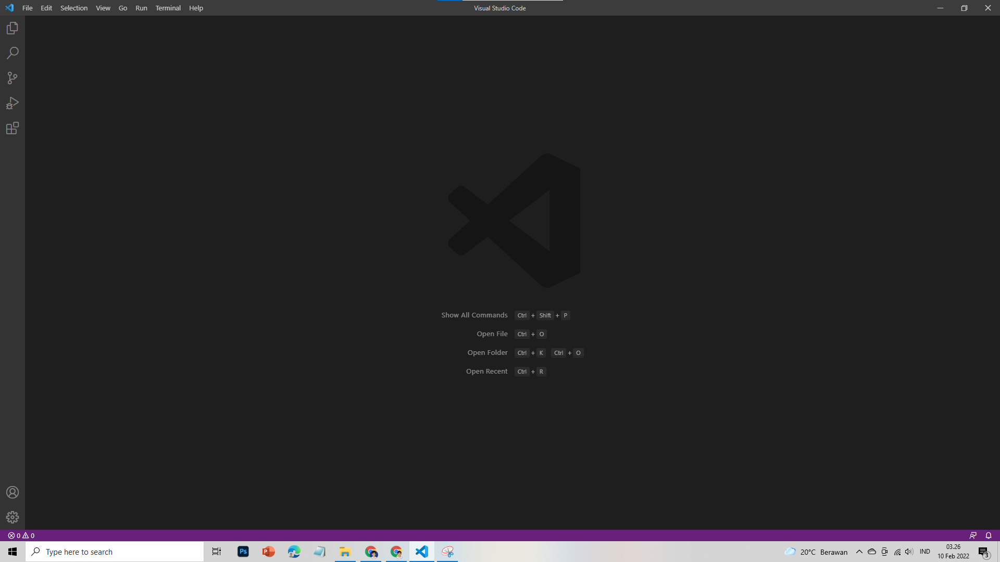 File Edit Selection View Go Run Terminal Help
Visual Studio Code
Show All Commands Ctrl + Shift + P
Open File Ctrl + O
Open Folder Ctrl + K Ctrl + O
Open Recent Ctrl + R
0 0
Type here to search
Ps
P
20°C Berawan
IND
03.26
10 Feb 2022
3